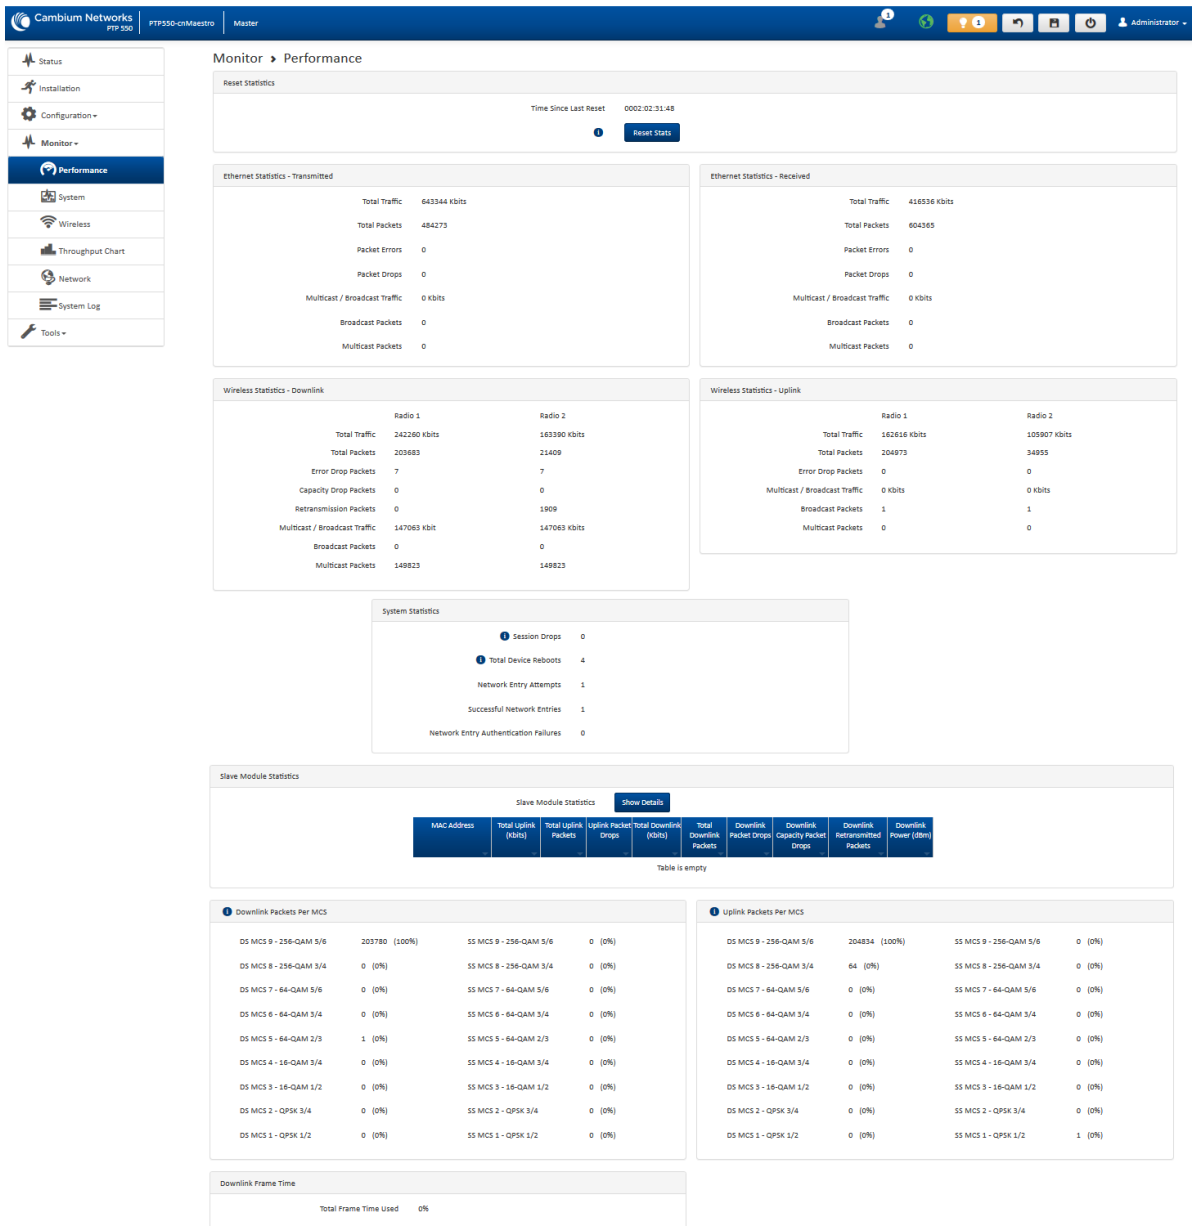 Cambium Networks
PTP 550
PTP550-cnMaestro
Master
1
1
Administrator
Status
Installation
Configuration
Monitor
Performance
System
Wireless
Throughput Chart
Network
System Log
Tools
Monitor > Performance
Reset Statistics
Time Since Last Reset 0002:02:31:48
Reset Stats
Ethernet Statistics - Transmitted
Total Traffic 643344 Kbits
Total Packets 484273
Packet Errors 0
Packet Drops 0
Multicast / Broadcast Traffic 0 Kbits
Broadcast Packets 0
Multicast Packets 0
Ethernet Statistics - Received
Total Traffic 416536 Kbits
Total Packets 604365
Packet Errors 0
Packet Drops 0
Multicast / Broadcast Traffic 0 Kbits
Broadcast Packets 0
Multicast Packets 0
Wireless Statistics - Downlink
Radio 1 Radio 2
Total Traffic 242260 Kbits 163390 Kbits
Total Packets 203683 21409
Error Drop Packets 7 7
Capacity Drop Packets 0 0
Retransmission Packets 0 1909
Multicast / Broadcast Traffic 147063 Kbit 147063 Kbits
Broadcast Packets 0 0
Multicast Packets 149823 149823
Wireless Statistics - Uplink
Radio 1 Radio 2
Total Traffic 162616 Kbits 105907 Kbits
Total Packets 204973 34955
Error Drop Packets 0 0
Multicast / Broadcast Traffic 0 Kbits 0 Kbits
Broadcast Packets 1 1
Multicast Packets 0 0
System Statistics
Session Drops 0
Total Device Reboots 4
Network Entry Attempts 1
Successful Network Entries 1
Network Entry Authentication Failures 0
Slave Module Statistics
Slave Module Statistics Show Details
MAC Address Total Uplink (Kbits) Total Uplink Packets Uplink Packet Drops Total Downlink (Kbits) Total Downlink Packets Downlink Packet Drops Downlink Capacity Packet Drops Downlink Retransmitted Packets Downlink Power (dBm)
Table is empty
Downlink Packets Per MCS
DS MCS 9 - 256-QAM 5/6 203780 (100%) SS MCS 9 - 256-QAM 5/6 0 (0%)
DS MCS 8 - 256-QAM 3/4 0 (0%) SS MCS 8 - 256-QAM 3/4 0 (0%)
DS MCS 7 - 64-QAM 5/6 0 (0%) SS MCS 7 - 64-QAM 5/6 0 (0%)
DS MCS 6 - 64-QAM 3/4 0 (0%) SS MCS 6 - 64-QAM 3/4 0 (0%)
DS MCS 5 - 64-QAM 2/3 1 (0%) SS MCS 5 - 64-QAM 2/3 0 (0%)
DS MCS 4 - 16-QAM 3/4 0 (0%) SS MCS 4 - 16-QAM 3/4 0 (0%)
DS MCS 3 - 16-QAM 1/2 0 (0%) SS MCS 3 - 16-QAM 1/2 0 (0%)
DS MCS 2 - QPSK 3/4 0 (0%) SS MCS 2 - QPSK 3/4 0 (0%)
DS MCS 1 - QPSK 1/2 0 (0%) SS MCS 1 - QPSK 1/2 0 (0%)
Uplink Packets Per MCS
DS MCS 9 - 256-QAM 5/6 204834 (100%) SS MCS 9 - 256-QAM 5/6 0 (0%)
DS MCS 8 - 256-QAM 3/4 64 (0%) SS MCS 8 - 256-QAM 3/4 0 (0%)
DS MCS 7 - 64-QAM 5/6 0 (0%) SS MCS 7 - 64-QAM 5/6 0 (0%)
DS MCS 6 - 64-QAM 3/4 0 (0%) SS MCS 6 - 64-QAM 3/4 0 (0%)
DS MCS 5 - 64-QAM 2/3 0 (0%) SS MCS 5 - 64-QAM 2/3 0 (0%)
DS MCS 4 - 16-QAM 3/4 0 (0%) SS MCS 4 - 16-QAM 3/4 0 (0%)
DS MCS 3 - 16-QAM 1/2 0 (0%) SS MCS 3 - 16-QAM 1/2 0 (0%)
DS MCS 2 - QPSK 3/4 0 (0%) SS MCS 2 - QPSK 3/4 0 (0%)
DS MCS 1 - QPSK 1/2 0 (0%) SS MCS 1 - QPSK 1/2 1 (0%)
Downlink Frame Time
Total Frame Time Used 0%